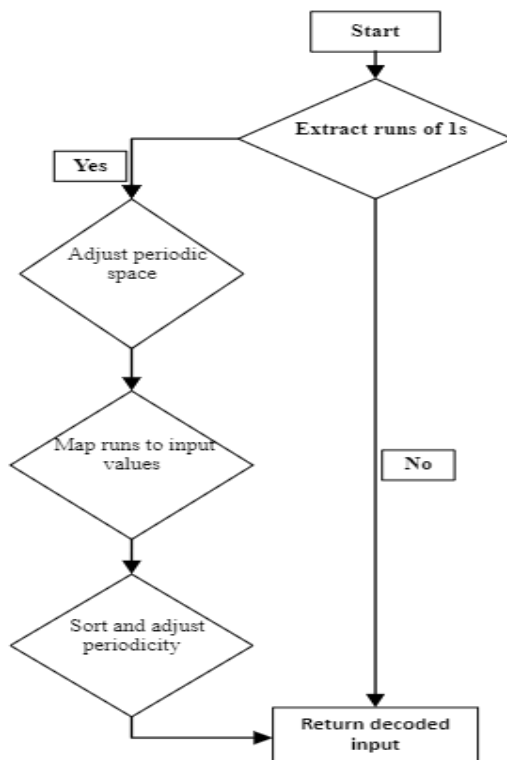 Start
Extract runs of 1s
Yes
Adjust periodic
space
Map runs to input
values
No
Sort and adjust
periodicity
Return decoded
input